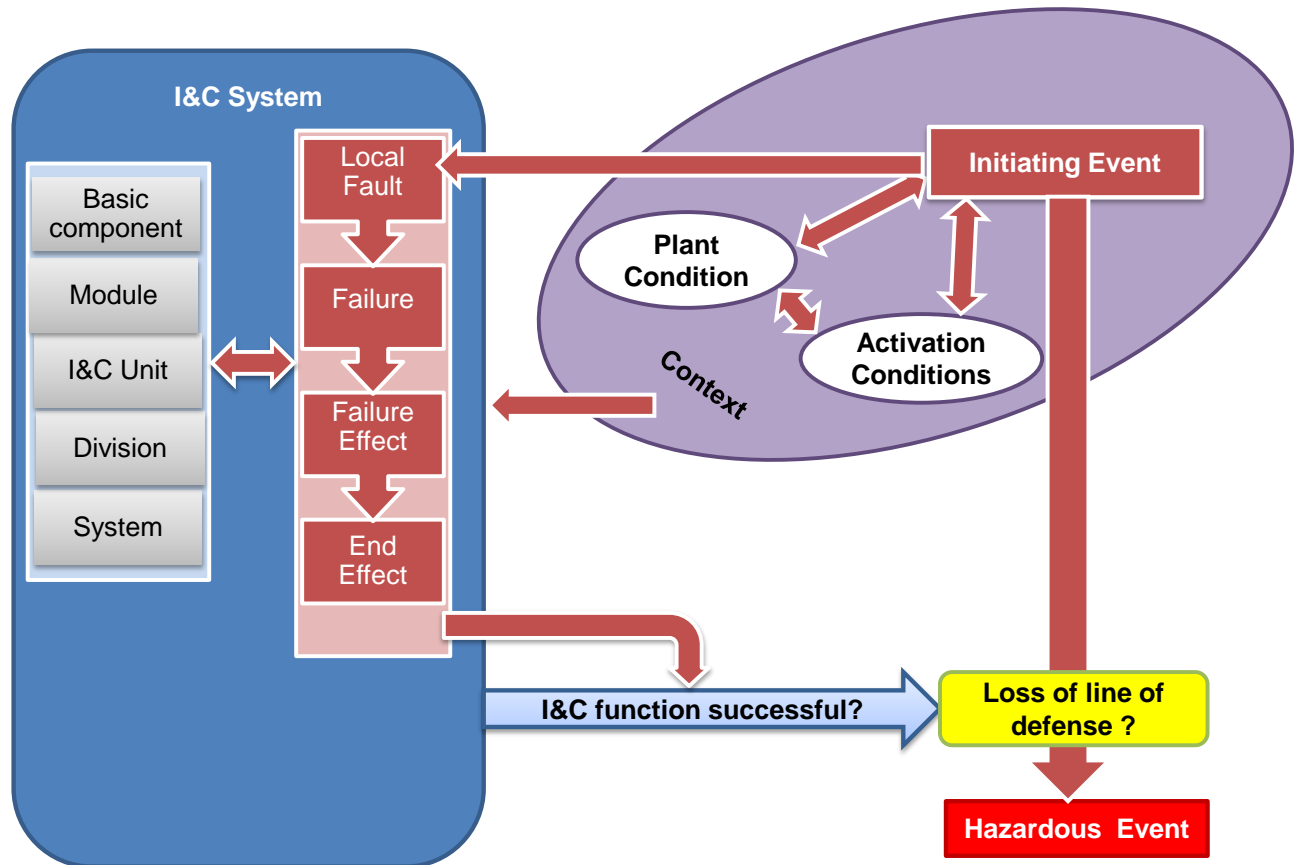 I&C System
Basic
component
Module
I&C Unit
Division
System
Local
Fault
Failure
Failure
Effect
End
Effect
Initiating Event
Plant
Condition
Activation
Conditions
Context
I&C function successful?
Loss of line of
defense ?
Hazardous  Event